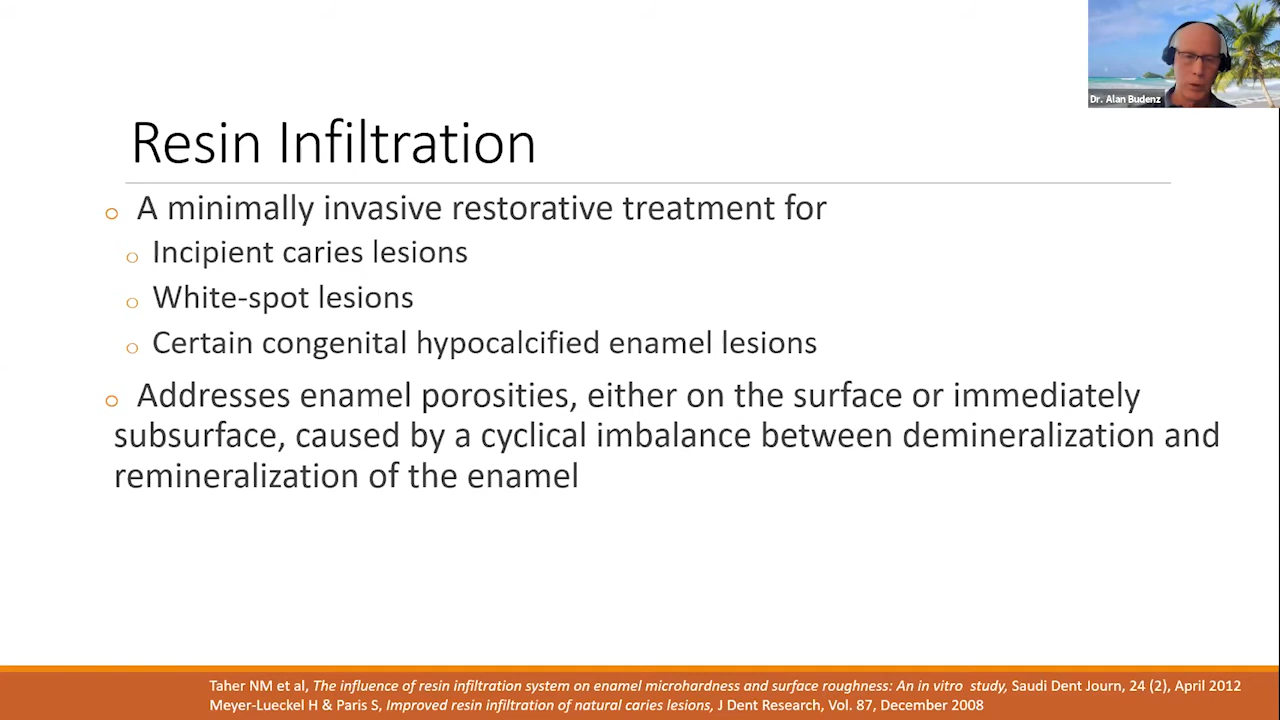 Dr. Alan Budenz
Resin Infiltration
o A minimally invasive restorative treatment for
o Incipient caries lesions
o White-spot lesions
o Certain congenital hypocalcified enamel lesions
o Addresses enamel porosities, either on the surface or immediately
subsurface, caused by a cyclical imbalance between demineralization and
remineralization of the enamel
Taher NM et al, The influence of resin infiltration system on enamel microhardness and surface roughness: An in vitro study, Saudi Dent Journ, 24 (2), April 2012
Meyer-Lueckel H & Paris S, Improved resin infiltration of natural caries lesions, J Dent Research, Vol. 87, December 2008